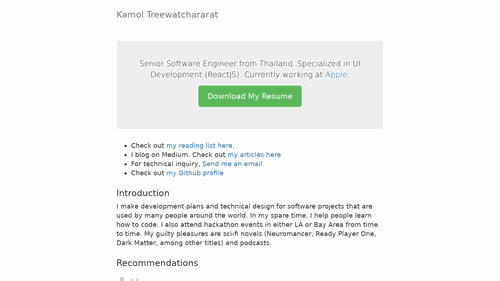 Kamol Treewatchararat
Senior Software Engineer from Thailand. Specialized in UI
Development (ReactJS). Currently working at Apple.
Download My Resume
Check out my reading list here.
I blog on Medium. Check out my articles here
For technical inquiry, Send me an email
Check out my Github profile
Introduction
I make development plans and technical design for software projects that are
used by many people around the world. In my spare time, I help people learn
how to code. I also attend hackathon events in either LA or Bay Area from time
to time. My guilty pleasures are sci-fi novels (Neuromancer, Ready Player One,
Dark Matter, among other titles) and podcasts.
Recommendations